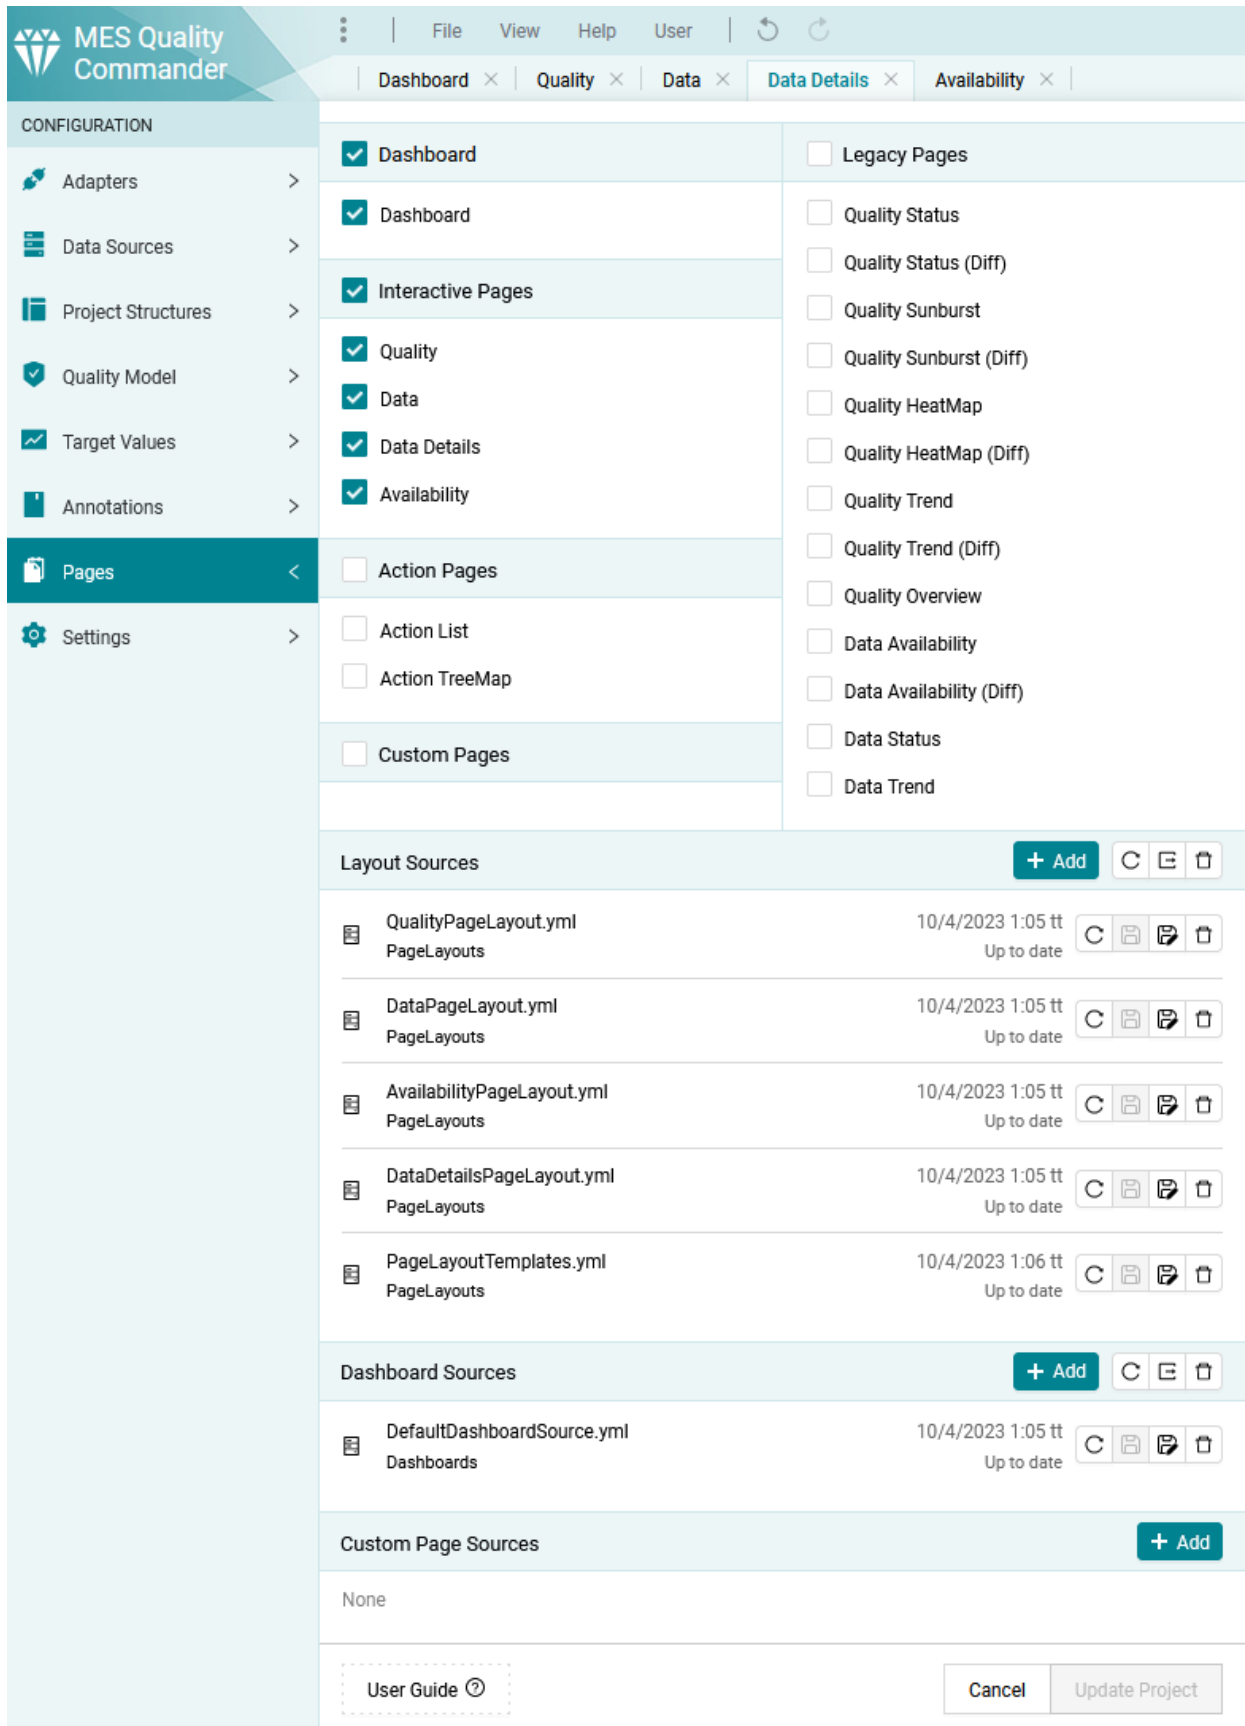 MES Quality
Commander
File View Help User
Dashboard Quality Data Data Details Availability
CONFIGURATION
Adapters
Data Sources
Project Structures
Quality Model
Target Values
Annotations
Pages
Settings
Dashboard
Dashboard
Interactive Pages
Quality
Data
Data Details
Availability
Action Pages
Action List
Action TreeMap
Custom Pages
Legacy Pages
Quality Status
Quality Status (Diff)
Quality Sunburst
Quality Sunburst (Diff)
Quality HeatMap
Quality HeatMap (Diff)
Quality Trend
Quality Trend (Diff)
Quality Overview
Data Availability
Data Availability (Diff)
Data Status
Data Trend
Layout Sources + Add
QualityPageLayout.yml 10/4/2023 1:05 tt
PageLayouts Up to date
DataPageLayout.yml 10/4/2023 1:05 tt
PageLayouts Up to date
AvailabilityPageLayout.yml 10/4/2023 1:05 tt
PageLayouts Up to date
DataDetailsPageLayout.yml 10/4/2023 1:05 tt
PageLayouts Up to date
PageLayoutTemplates.yml 10/4/2023 1:06 tt
PageLayouts Up to date
Dashboard Sources + Add
DefaultDashboardSource.yml 10/4/2023 1:05 tt
Dashboards Up to date
Custom Page Sources + Add
None
User Guide Cancel Update Project